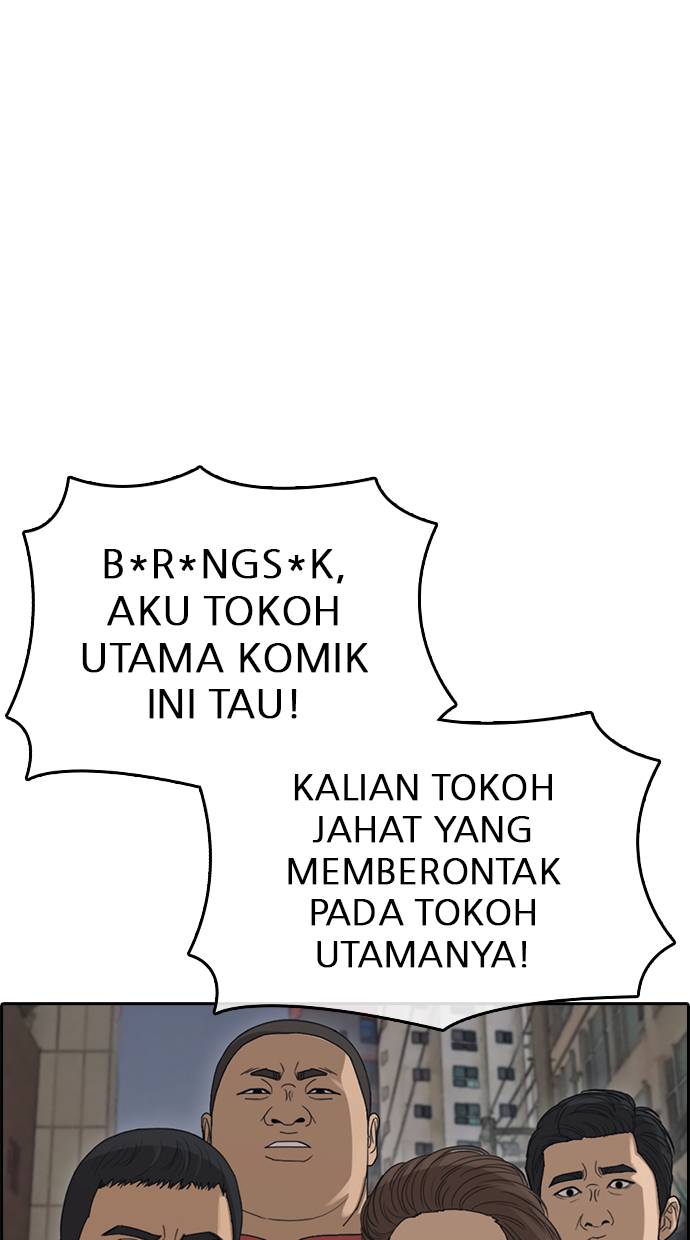 B*R*NGS*K,
AKU TOKOH
UTAMA KOMIK
INI TAU!
KALIAN TOKOH
JAHAT YANG
MEMBERONTAK
PADA TOKOH
UTAMANYA!